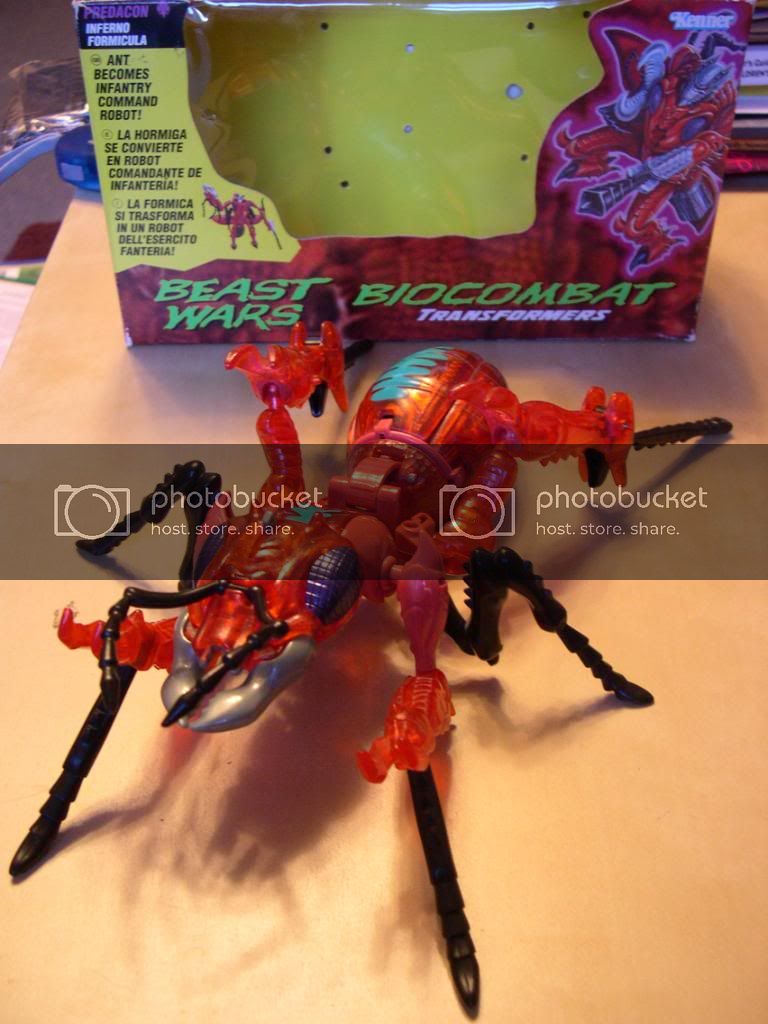 PREDACON
INFERNO
FORMICULA
ANT
BECOMES
INFANTRY
COMMAND
ROBOT!
LA HORMIGA
SE CONVIERTE
EN ROBOT
COMANDANTE DE
INFANTERIA!
LA FORMICA
SI TRASFORMA
IN UN ROBOT
DELL'ESERCITO
FANTERIA!
Kenner
BEAST
WARS
BIOCOMBAT
TRANSFORMERS
photobucket
host. store. share.
photobucket
host. store. share.